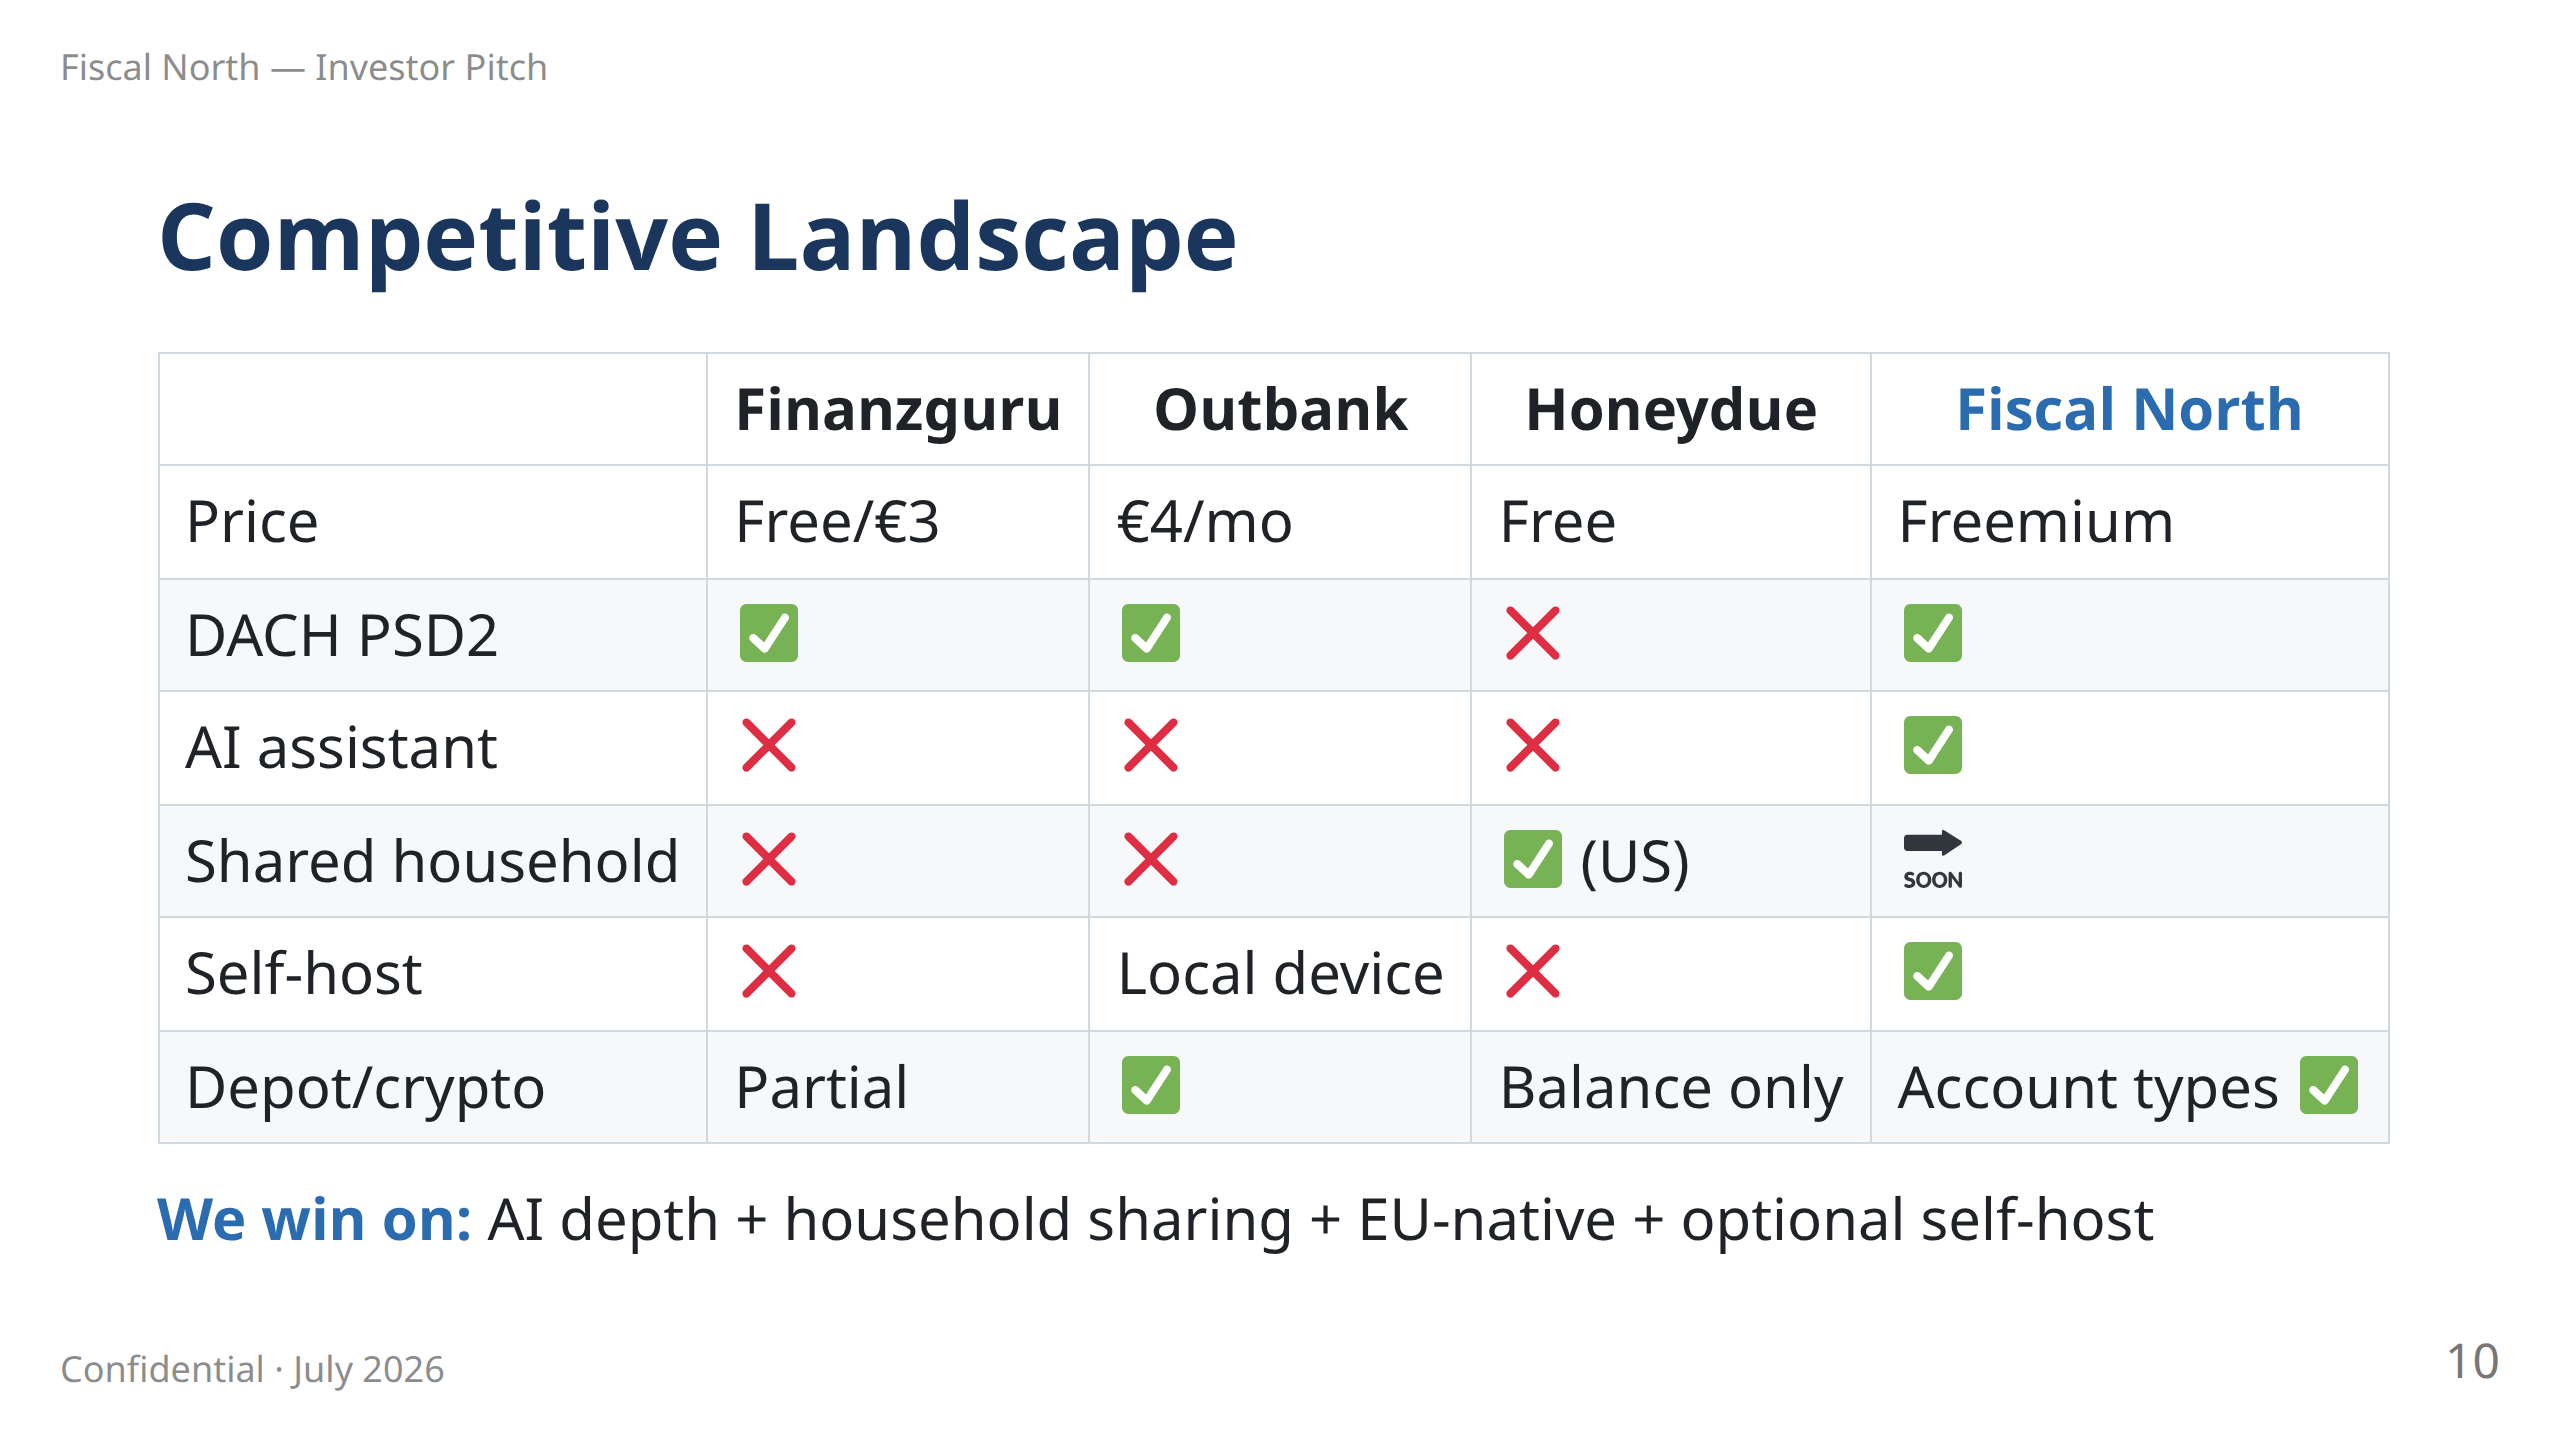 Fiscal North — Investor Pitch
Competitive Landscape
Finanzguru Outbank Honeydue Fiscal North
Price Free/€3 €4/mo Free Freemium
DACH PSD2 ✅ ✅ ❌ ✅
AI assistant ❌ ❌ ❌ ✅
Shared household ❌ ❌ ✅ (US) 🔜 SOON
Self-host ❌ Local device ❌ ✅
Depot/crypto Partial ✅ Balance only Account types ✅
We win on: AI depth + household sharing + EU-native + optional self-host
Confidential · July 2026
10